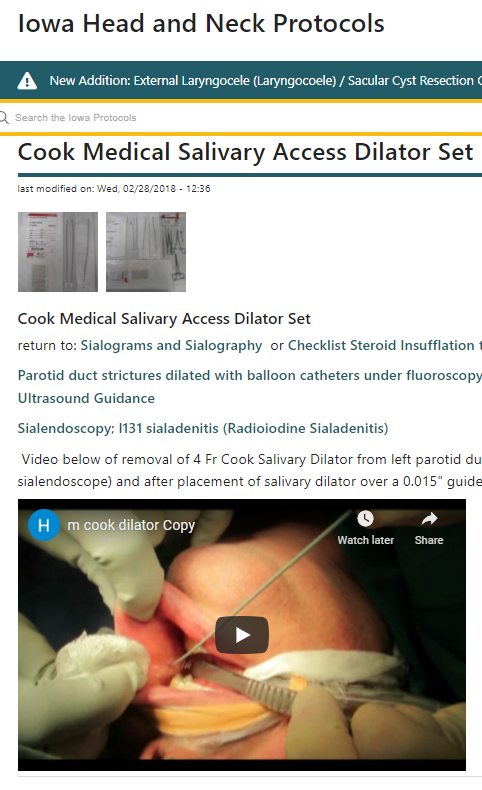 Iowa Head and Neck Protocols
New Addition: External Laryngocele (Laryngocoele) / Sacular Cyst Resection
Search the Iowa Protocols
Cook Medical Salivary Access Dilator Set
last modified on: Wed, 02/28/2018 - 12:36
Cook Medical Salivary Access Dilator Set
return to: Sialograms and Sialography or Checklist Steroid Insufflation
Parotid duct strictures dilated with balloon catheters under fluoroscopy
Ultrasound Guidance
Sialendoscopy; I131 sialadenitis (Radioiodine Sialadenitis)
Video below of removal of 4 Fr Cook Salivary Dilator from left parotid du
sialendoscope) and after placement of salivary dilator over a 0.015" guide
H m cook dilator Copy
Watch later Share